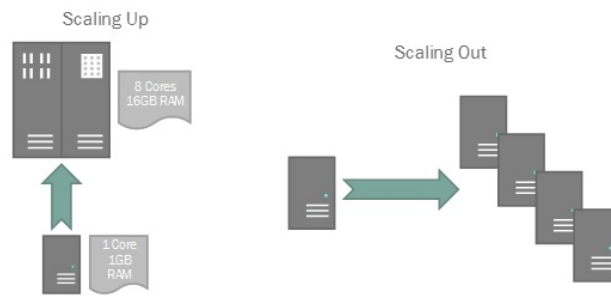 Scaling Up
8 Cores
16GB RAM
Scaling Out
1 Core
1GB
RAM